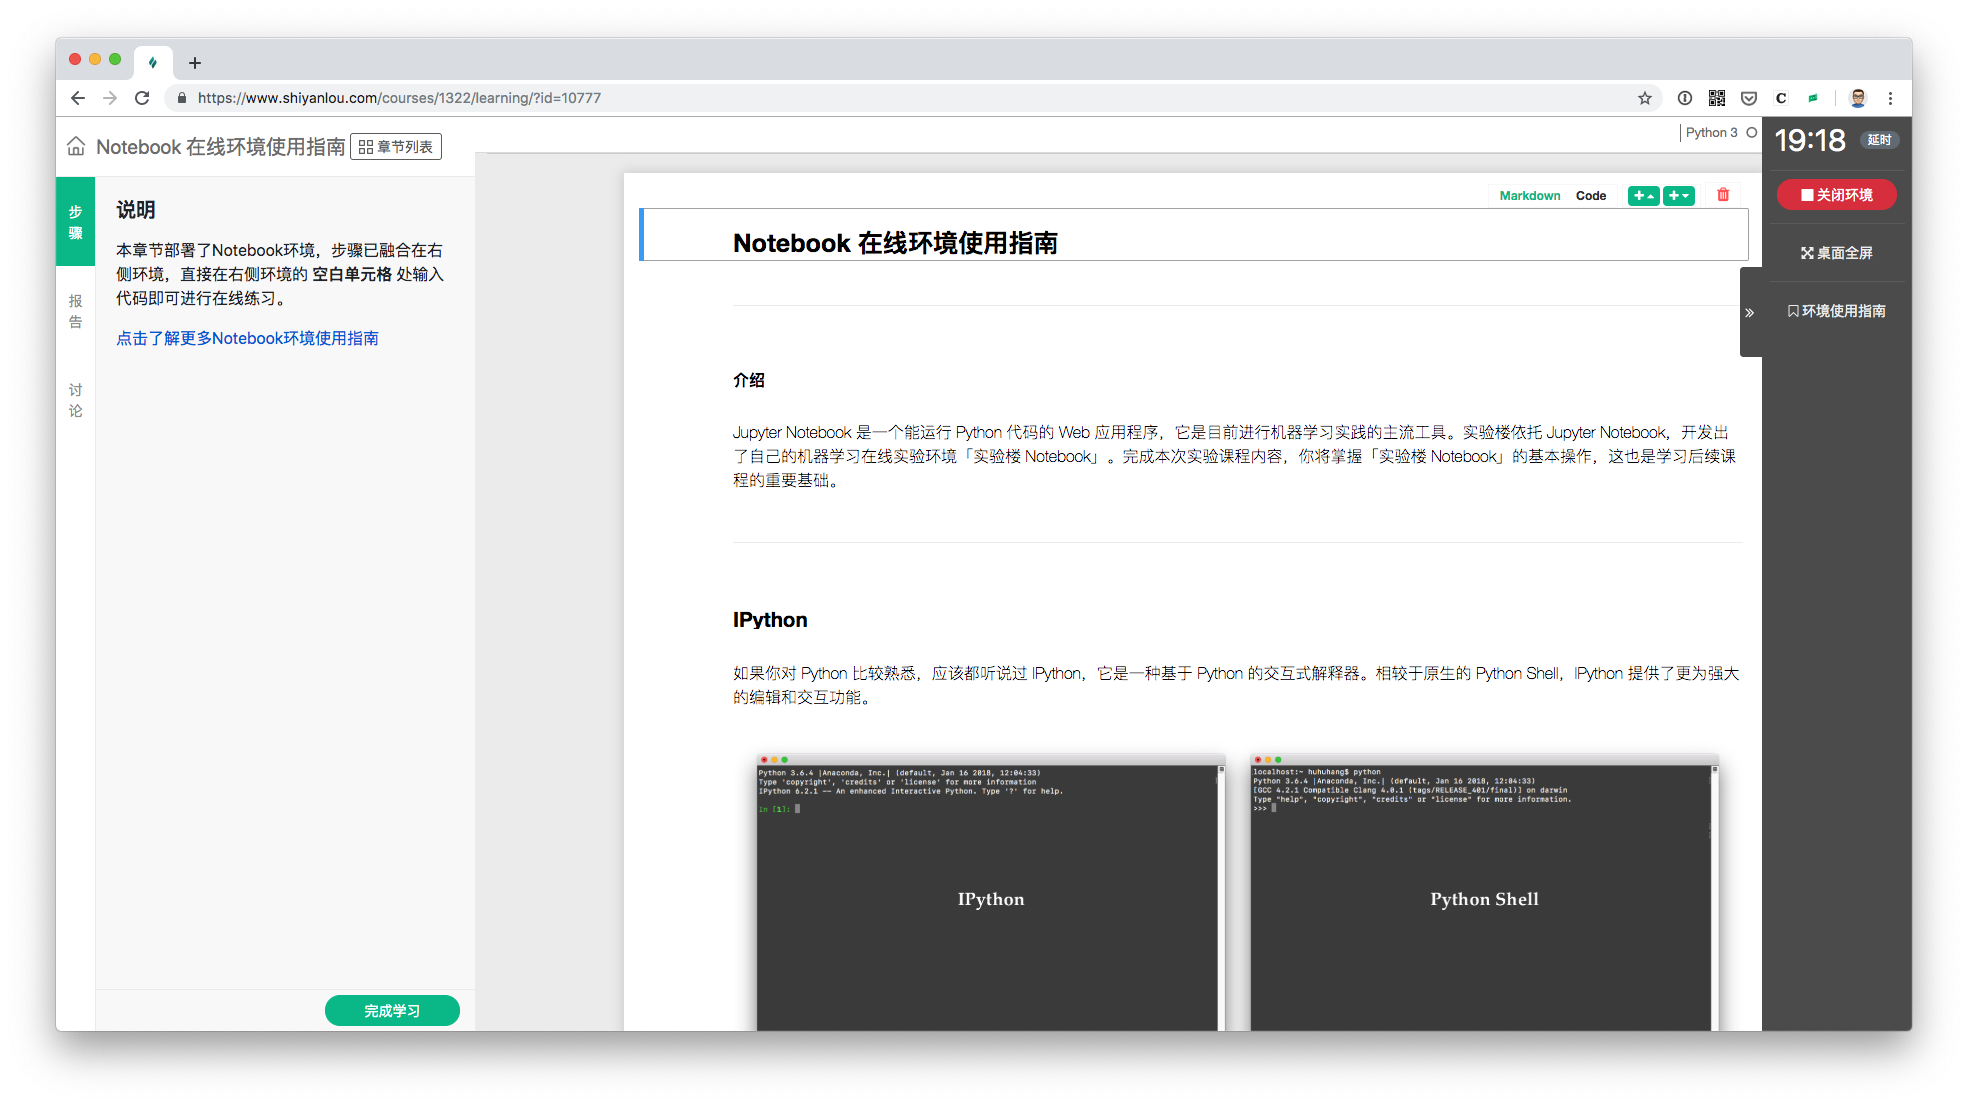 https://www.shiyanlou.com/courses/1322/learning/?id=10777
Notebook 在线环境使用指南
章节列表
步骤
报告
讨论
说明
本章节部署了Notebook环境，步骤已融合在右
侧环境，直接在右侧环境的 空白单元格 处输入
代码即可进行在线练习。
点击了解更多Notebook环境使用指南
完成学习
Python 3
Markdown Code
Notebook 在线环境使用指南
介绍
Jupyter Notebook 是一个能运行 Python 代码的 Web 应用程序，它是目前进行机器学习实践的主流工具。实验楼依托 Jupyter Notebook，开发出
了自己的机器学习在线实验环境「实验楼 Notebook」。完成本次实验课程内容，你将掌握「实验楼 Notebook」的基本操作，这也是学习后续课
程的重要基础。
IPython
如果你对 Python 比较熟悉，应该都听说过 IPython，它是一种基于 Python 的交互式解释器。相较于原生的 Python Shell，IPython 提供了更为强大
的编辑和交互功能。
Python 3.6.4 |Anaconda, Inc.| (default, Jan 16 2018, 12:04:33)
Type 'copyright', 'credits' or 'license' for more information
IPython 6.2.1 -- An enhanced Interactive Python. Type '?' for help.
In [1]:
IPython
localhost:~ huhuhang$ python
Python 3.6.4 |Anaconda, Inc.| (default, Jan 16 2018, 12:04:33)
[GCC 4.2.1 Compatible Clang 4.0.1 (tags/RELEASE_401/final)] on darwin
Type "help", "copyright", "credits" or "license" for more information.
>>>
Python Shell
19:18 延时
关闭环境
桌面全屏
环境使用指南